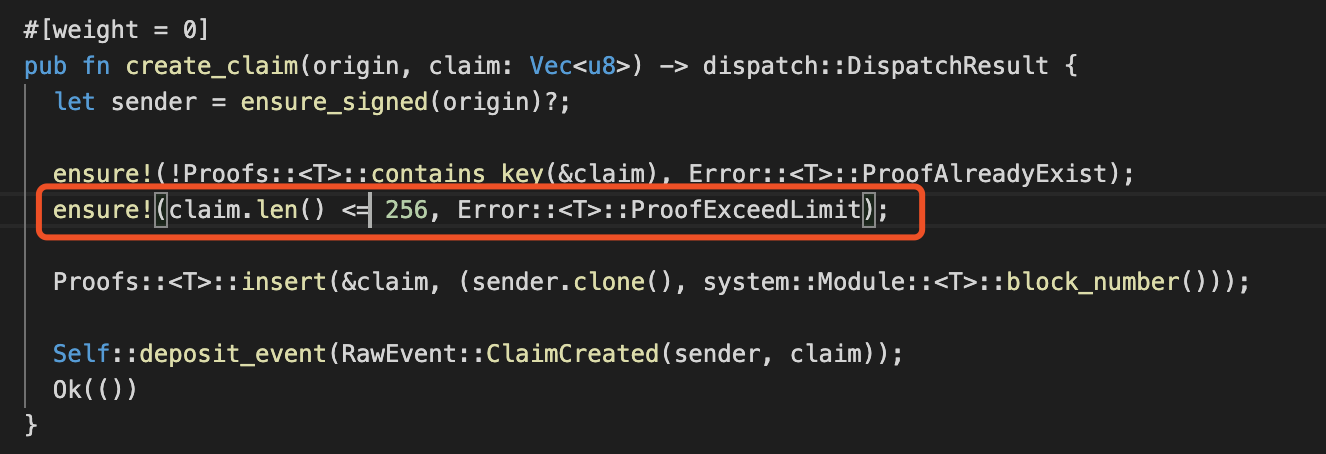 #[weight = 0]
pub fn create_claim(origin, claim: Vec<u8>) -> dispatch::DispatchResult {
let sender = ensure_signed(origin)?;
ensure!(!Proofs::<T>::contains_key(&claim), Error::<T>::ProofAlreadyExist);
ensure!(claim.len() <= 256, Error::<T>::ProofExceedLimit);
Proofs::<T>::insert(&claim, (sender.clone(), system::Module::<T>::block_number()));
Self::deposit_event(RawEvent::ClaimCreated(sender, claim));
Ok(())
}